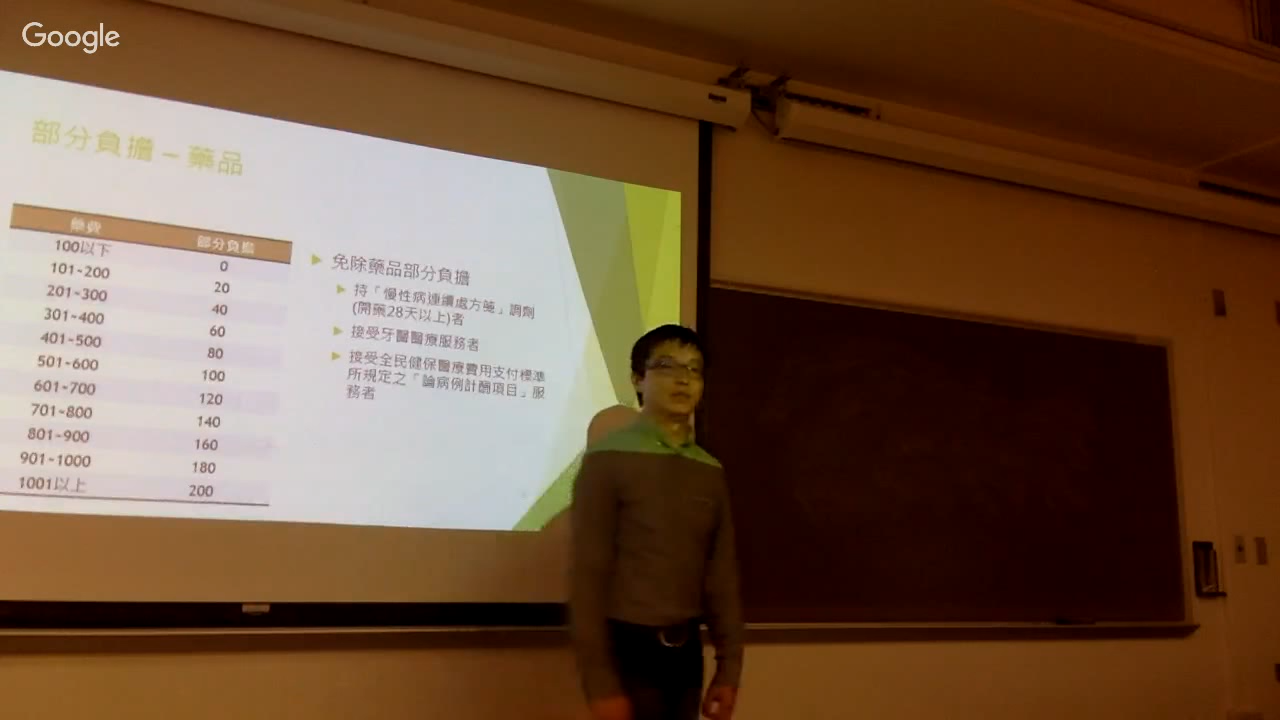 Google
部分負擔 – 藥品
藥費 部分負擔
100以下 0
101~200 20
201~300 40
301~400 60
401~500 80
501~600 100
601~700 120
701~800 140
801~900 160
901~1000 180
1001以上 200
免除藥品部分負擔
持「慢性病連續處方箋」調劑
(開藥28天以上)者
接受牙醫醫療服務者
接受全民健保醫療費用支付標準
所規定之「論病例計酬項目」服
務者